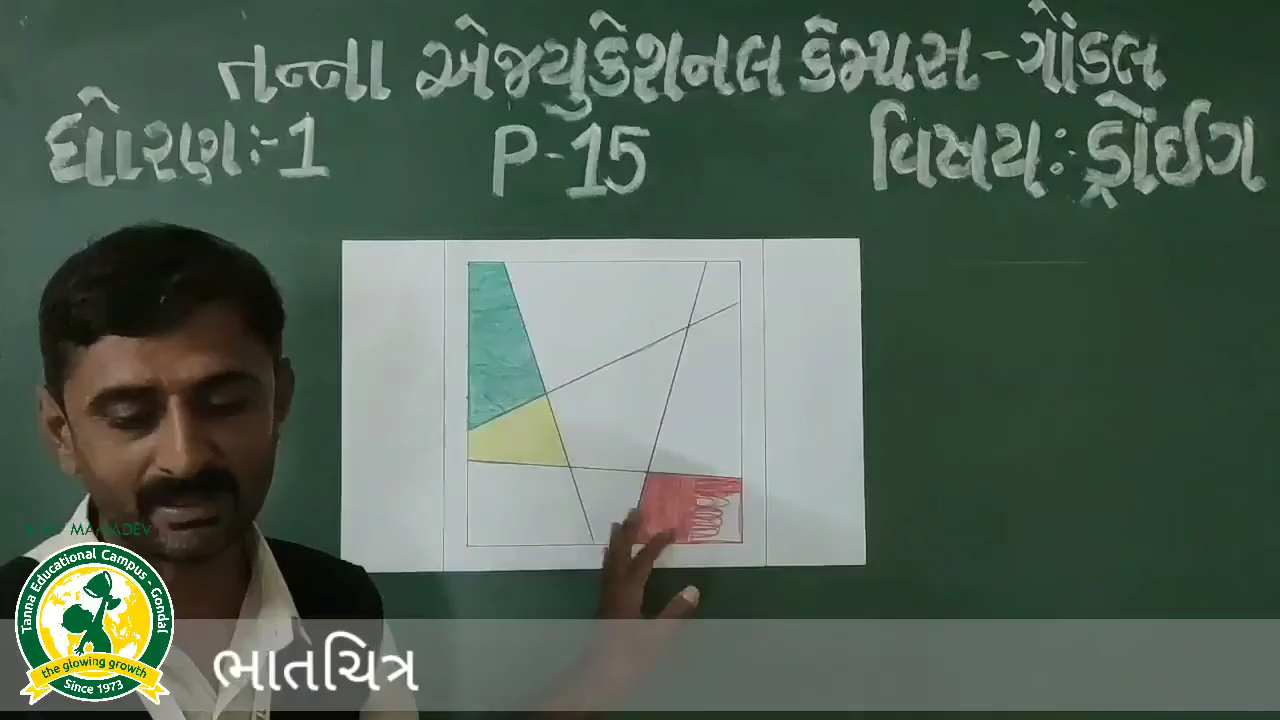 તન્ના એજ્યુકેશનલ કેમ્પસ-ગોંડલ
ધોરણ:-1
P-15
વિષય: ડ્રોઈંગ
MAHADEV
Tanna Educational Campus - Gondal
the glowing growth
Since 1973
ભાતચિત્ર